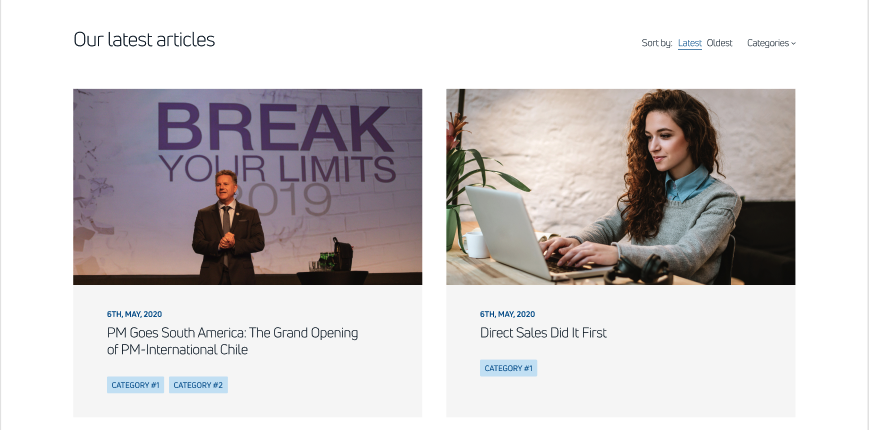 Our latest articles
Sort by: Latest Oldest Categories
BREAK
YOUR LIMITS
2019
6TH, MAY, 2020
PM Goes South America: The Grand Opening
of PM-International Chile
CATEGORY #1 CATEGORY #2
6TH, MAY, 2020
Direct Sales Did It First
CATEGORY #1